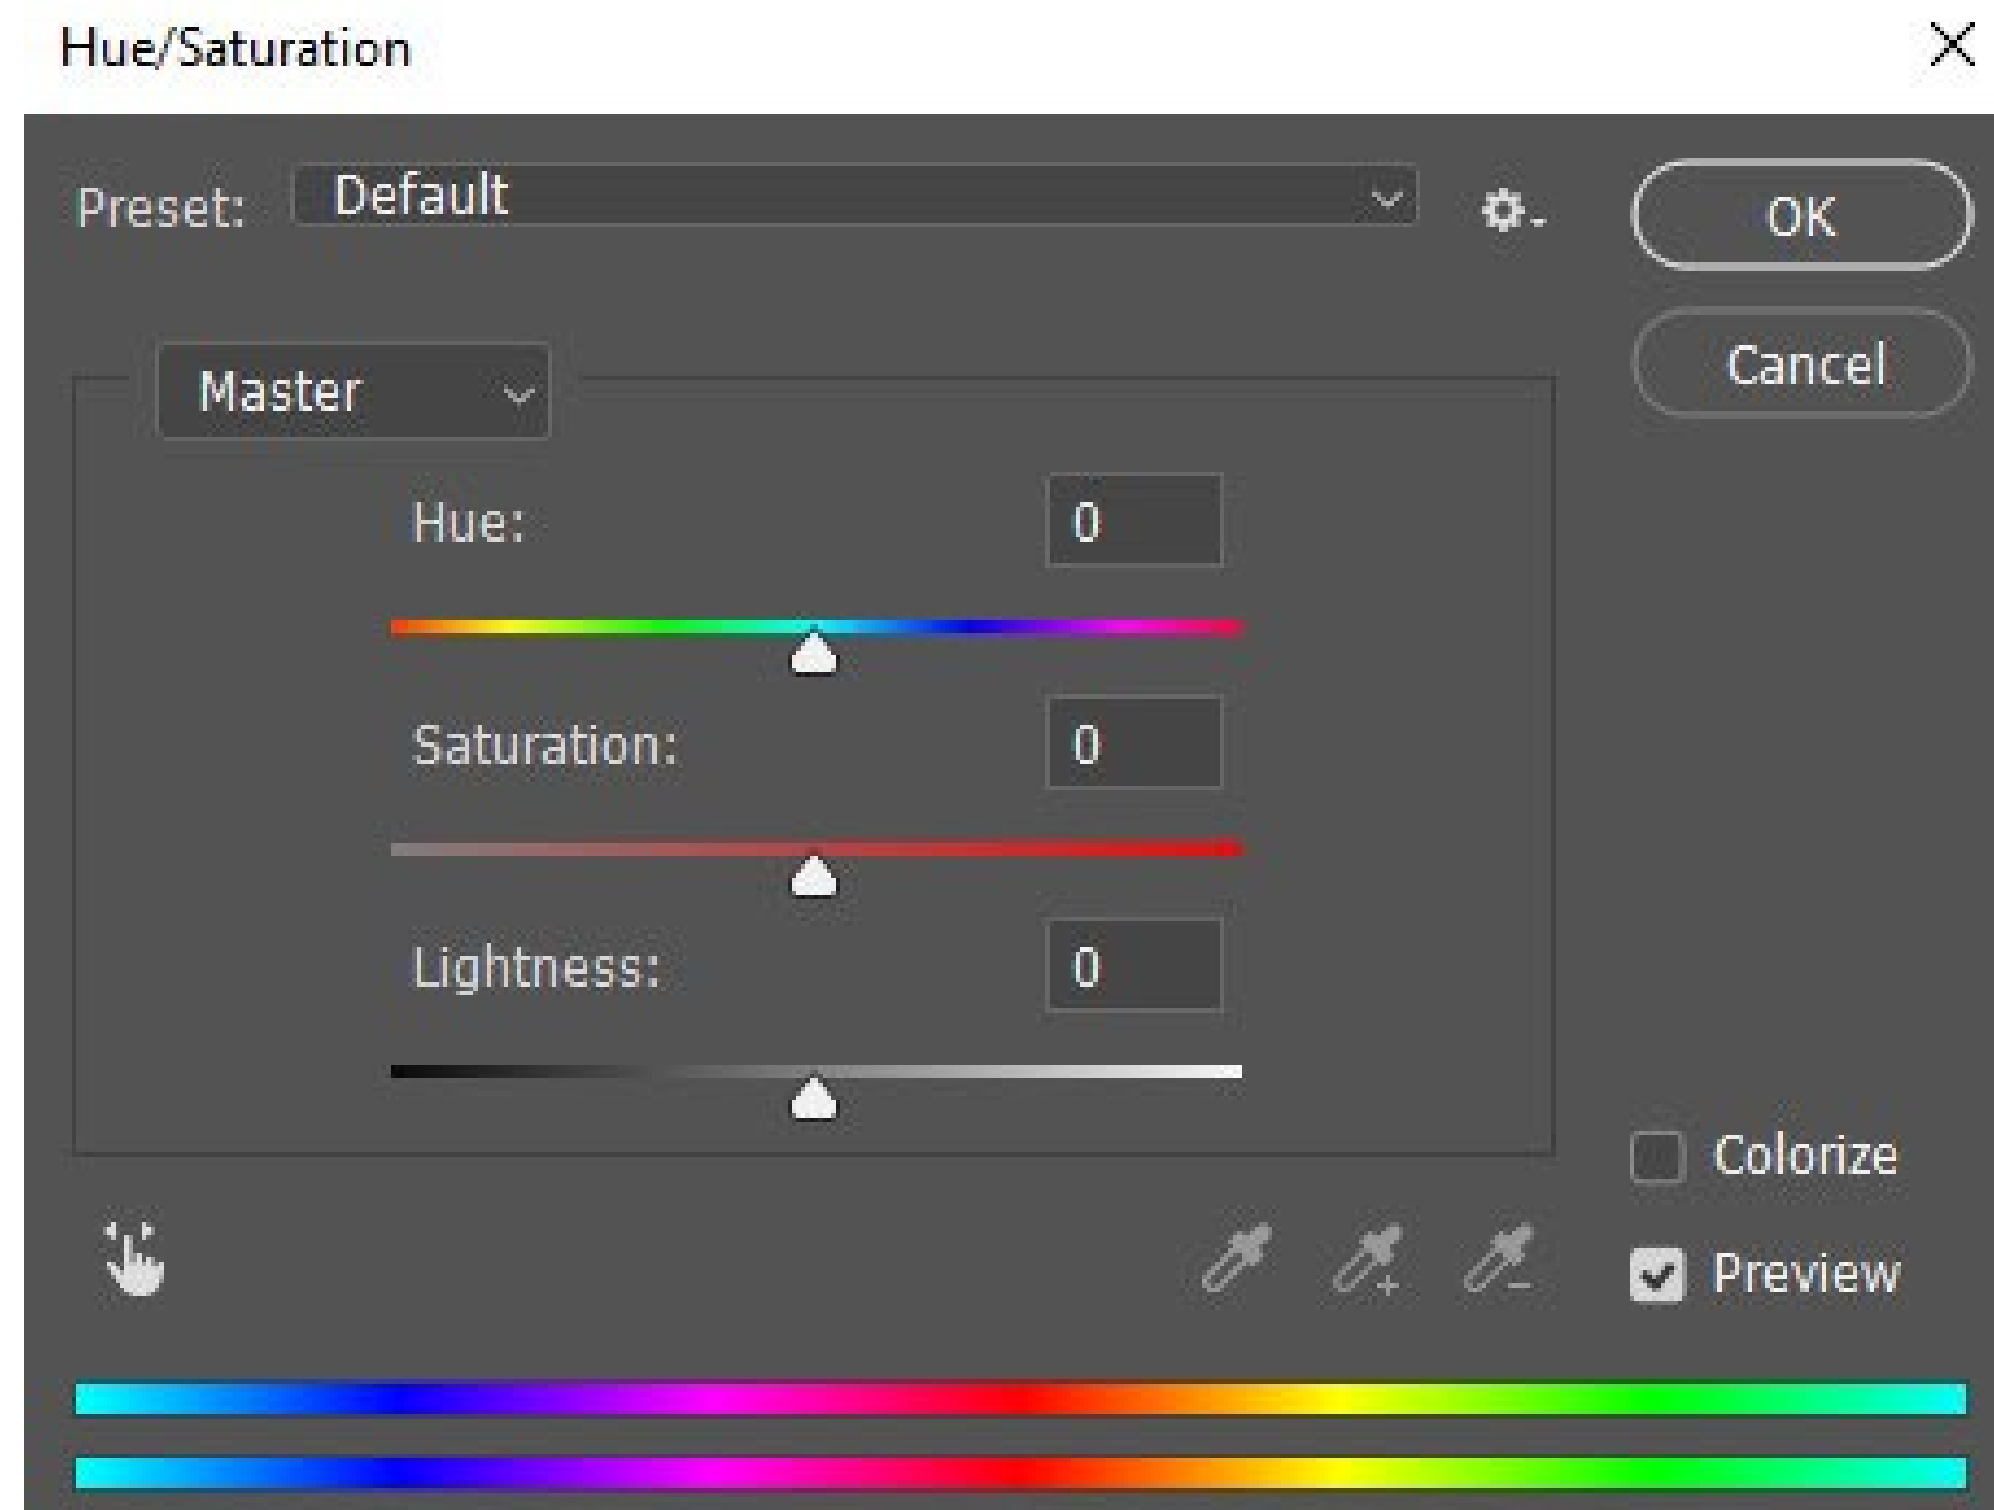 Hue/Saturation
Preset: Default
OK
Cancel
Master
Hue: 0
Saturation: 0
Lightness: 0
Colorize
Preview